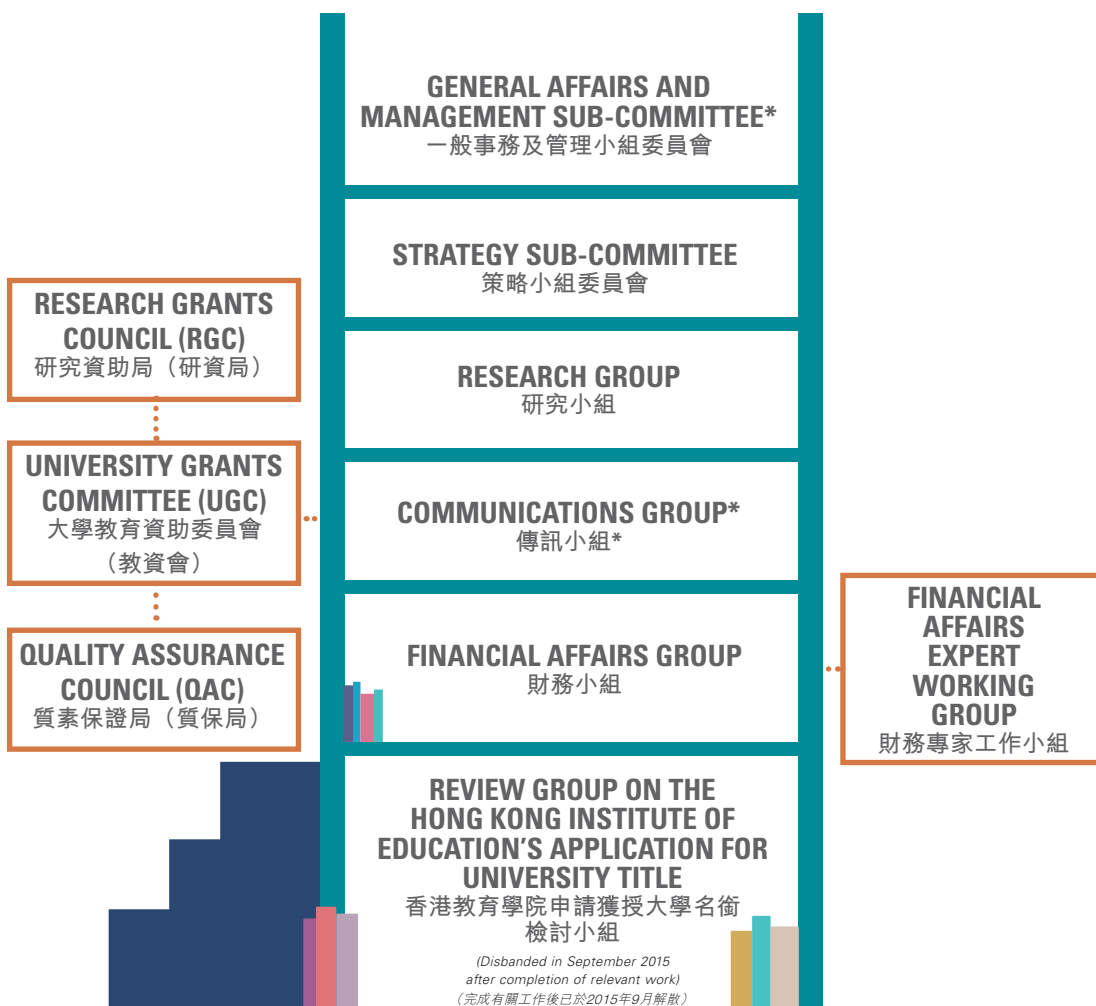 RESEARCH GRANTS
COUNCIL (RGC)
研究資助局（研資局）
UNIVERSITY GRANTS
COMMITTEE (UGC)
大學教育資助委員會
（教資會）
QUALITY ASSURANCE
COUNCIL (QAC)
質素保證局（質保局）
GENERAL AFFAIRS AND
MANAGEMENT SUB-COMMITTEE*
一般事務及管理小組委員會
STRATEGY SUB-COMMITTEE
策略小組委員會
RESEARCH GROUP
研究小組
COMMUNICATIONS GROUP*
傳訊小組*
FINANCIAL AFFAIRS GROUP
財務小組
REVIEW GROUP ON THE
HONG KONG INSTITUTE OF
EDUCATION'S APPLICATION FOR
UNIVERSITY TITLE
香港教育學院申請獲授大學名銜
檢討小組
(Disbanded in September 2015
after completion of relevant work)
（完成有關工作後已於2015年9月解散）
FINANCIAL
AFFAIRS
EXPERT
WORKING
GROUP
財務專家工作小組